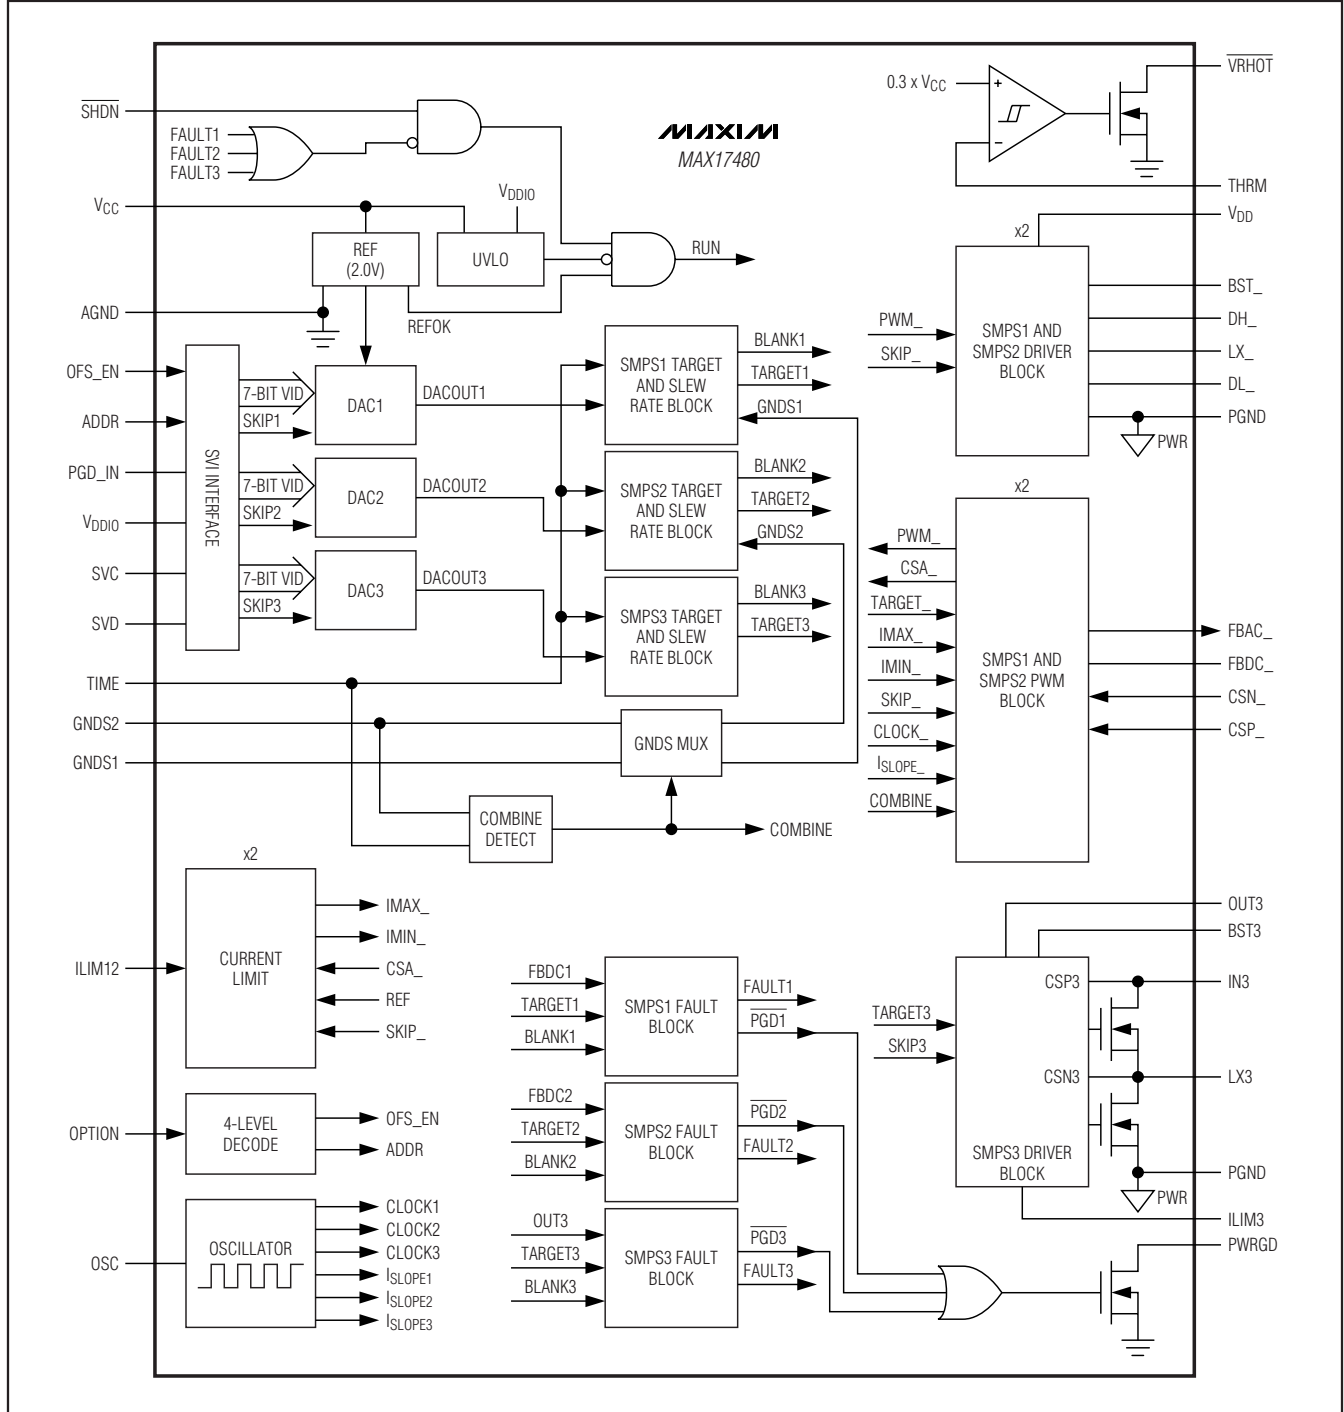 VRHOT
0.3 x VCC
+
−
THRM
SHDN
FAULT1
FAULT2
FAULT3
MAXIM
MAX17480
VCC
VDDIO
REF
(2.0V)
UVLO
RUN
AGND
REFOK
VDD
x2
SMPS1 AND
SMPS2 DRIVER
BLOCK
PWM_
SKIP_
BST_
DH_
LX_
DL_
PGND
PWR
OFS_EN
ADDR
PGD_IN
VDDIO
SVC
SVD
SVI INTERFACE
7-BIT VID
SKIP1
DAC1
DACOUT1
7-BIT VID
SKIP2
DAC2
DACOUT2
7-BIT VID
SKIP3
DAC3
DACOUT3
SMPS1 TARGET
AND SLEW
RATE BLOCK
BLANK1
TARGET1
GNDS1
SMPS2 TARGET
AND SLEW
RATE BLOCK
BLANK2
TARGET2
GNDS2
SMPS3 TARGET
AND SLEW
RATE BLOCK
BLANK3
TARGET3
x2
PWM_
CSA_
TARGET_
IMAX_
IMIN_
SKIP_
CLOCK_
ISLOPE_
COMBINE
SMPS1 AND
SMPS2 PWM
BLOCK
FBAC_
FBDC_
CSN_
CSP_
TIME
GNDS2
GNDS1
GNDS MUX
COMBINE
DETECT
COMBINE
x2
ILIM12
CURRENT
LIMIT
IMAX_
IMIN_
CSA_
REF
SKIP_
OPTION
4-LEVEL
DECODE
OFS_EN
ADDR
OSC
OSCILLATOR
CLOCK1
CLOCK2
CLOCK3
ISLOPE1
ISLOPE2
ISLOPE3
FBDC1
TARGET1
BLANK1
SMPS1 FAULT
BLOCK
FAULT1
PGD1
FBDC2
TARGET2
BLANK2
SMPS2 FAULT
BLOCK
PGD2
FAULT2
OUT3
TARGET3
BLANK3
SMPS3 FAULT
BLOCK
PGD3
FAULT3
OUT3
BST3
TARGET3
SKIP3
CSP3
CSN3
SMPS3 DRIVER
BLOCK
IN3
LX3
PGND
PWR
ILIM3
PWRGD